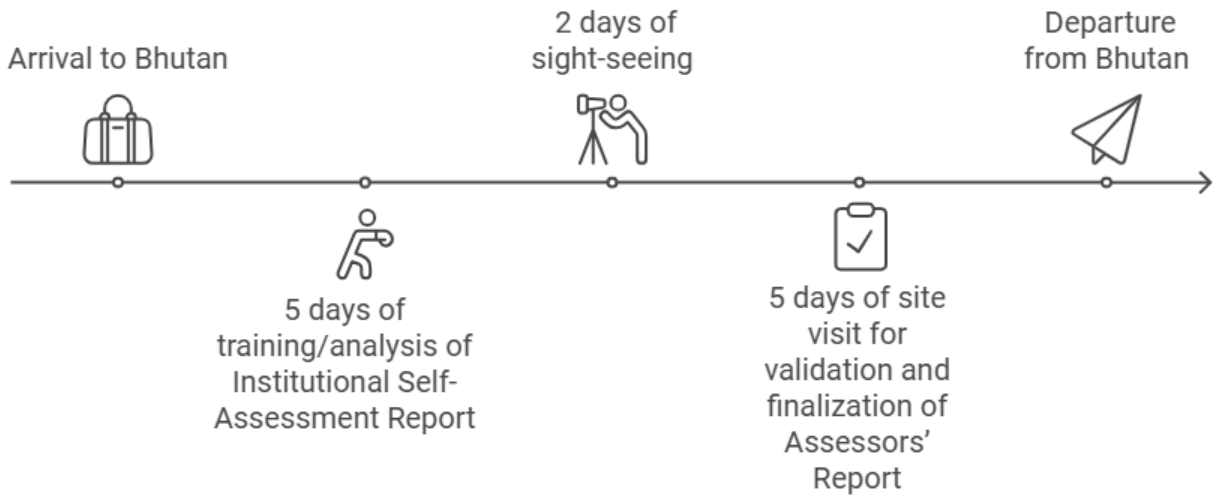 Arrival to Bhutan
5 days of
training/analysis of
Institutional Self-
Assessment Report
2 days of
sight-seeing
5 days of site
visit for
validation and
finalization of
Assessors’
Report
Departure
from Bhutan